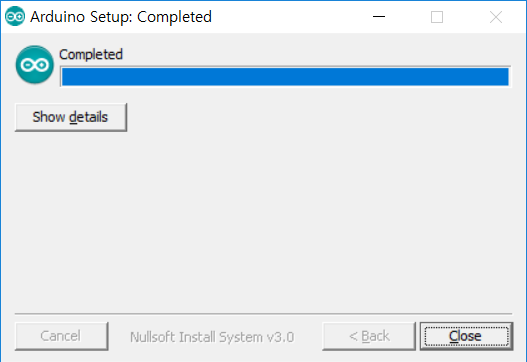 Arduino Setup: Completed
Completed
Show details
Cancel
Nullsoft Install System v3.0
< Back
Close